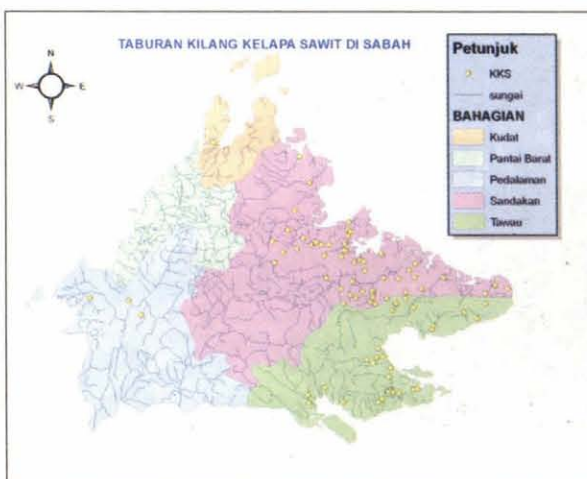 TABURAN KILANG KELAPA SAWIT DI SABAH
N
W E
S
Petunjuk
KKS
sungai
BAHAGIAN
Kudat
Pantai Barat
Pedalaman
Sandakan
Tawau